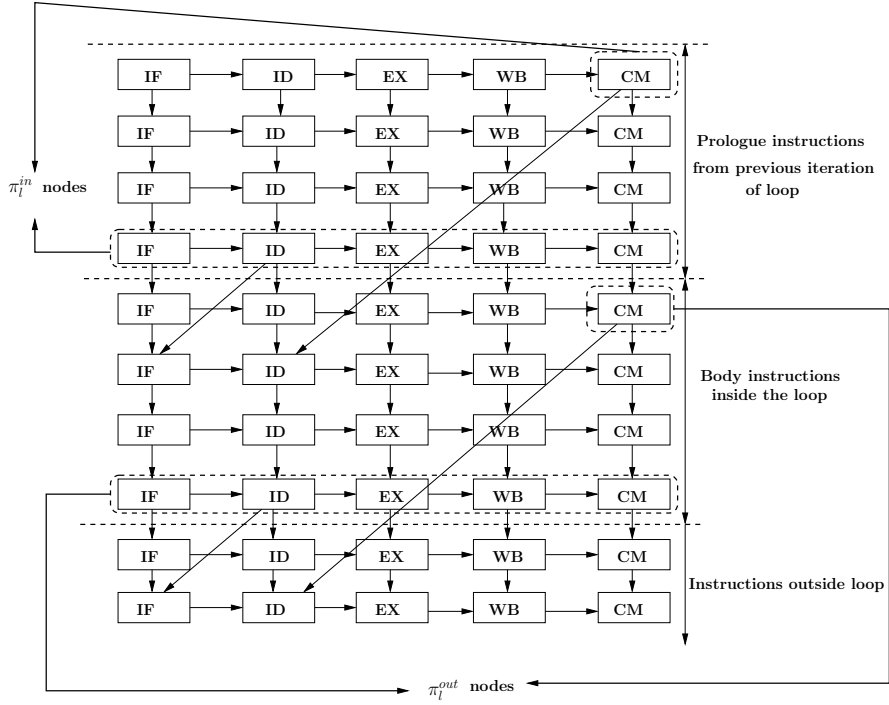 IF ID EX WB CM
IF ID EX WB CM
Prologue instructions
from previous iteration
of loop
IF ID EX WB CM
π_l^{in} nodes
IF ID EX WB CM
IF ID EX WB CM
IF ID EX WB CM
Body instructions
inside the loop
IF ID EX WB CM
IF ID EX WB CM
IF ID EX WB CM
Instructions outside loop
IF ID EX WB CM
π_l^{out} nodes